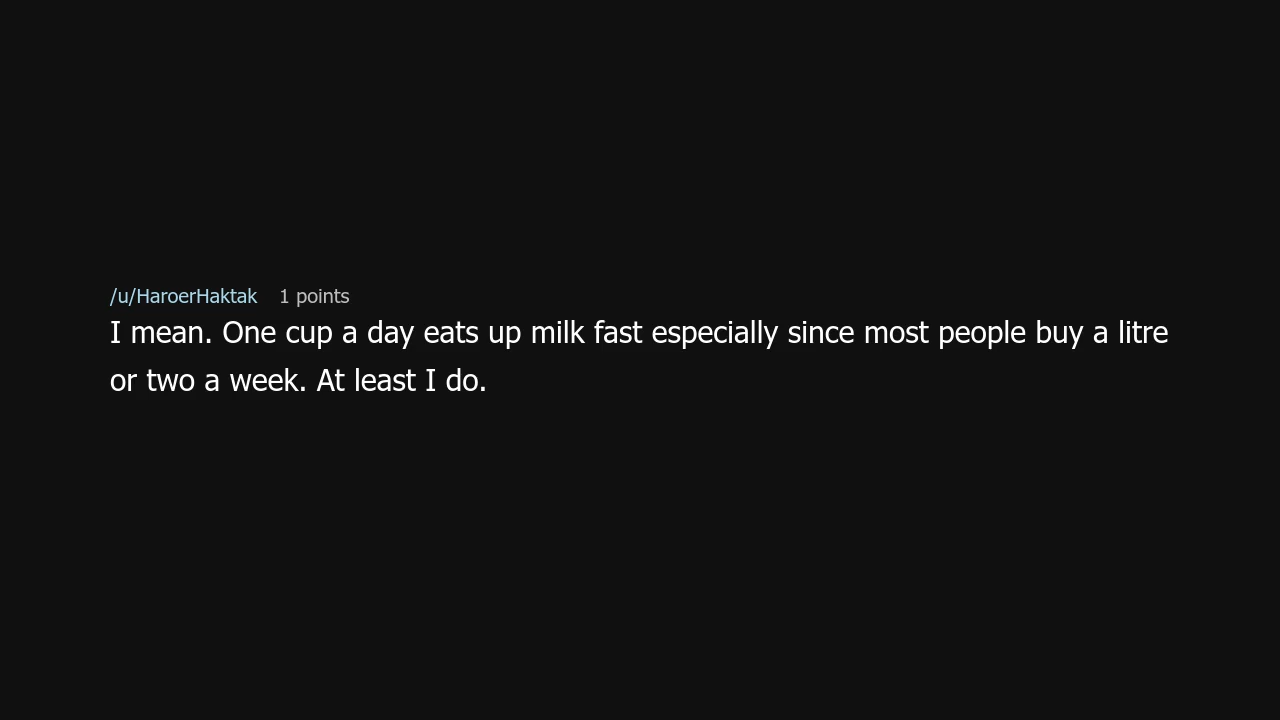 /u/HaroerHaktak 1 points
I mean. One cup a day eats up milk fast especially since most people buy a litre
or two a week. At least I do.